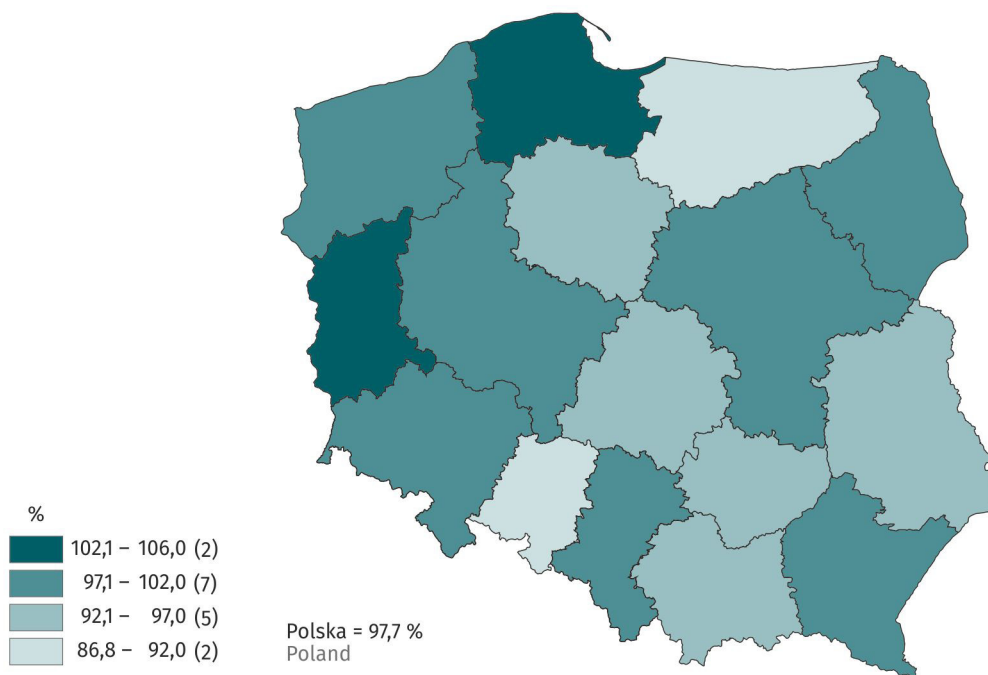 %
102,1 – 106,0 (2)
97,1 – 102,0 (7)
92,1 – 97,0 (5)
86,8 – 92,0 (2)
Polska = 97,7 %
Poland